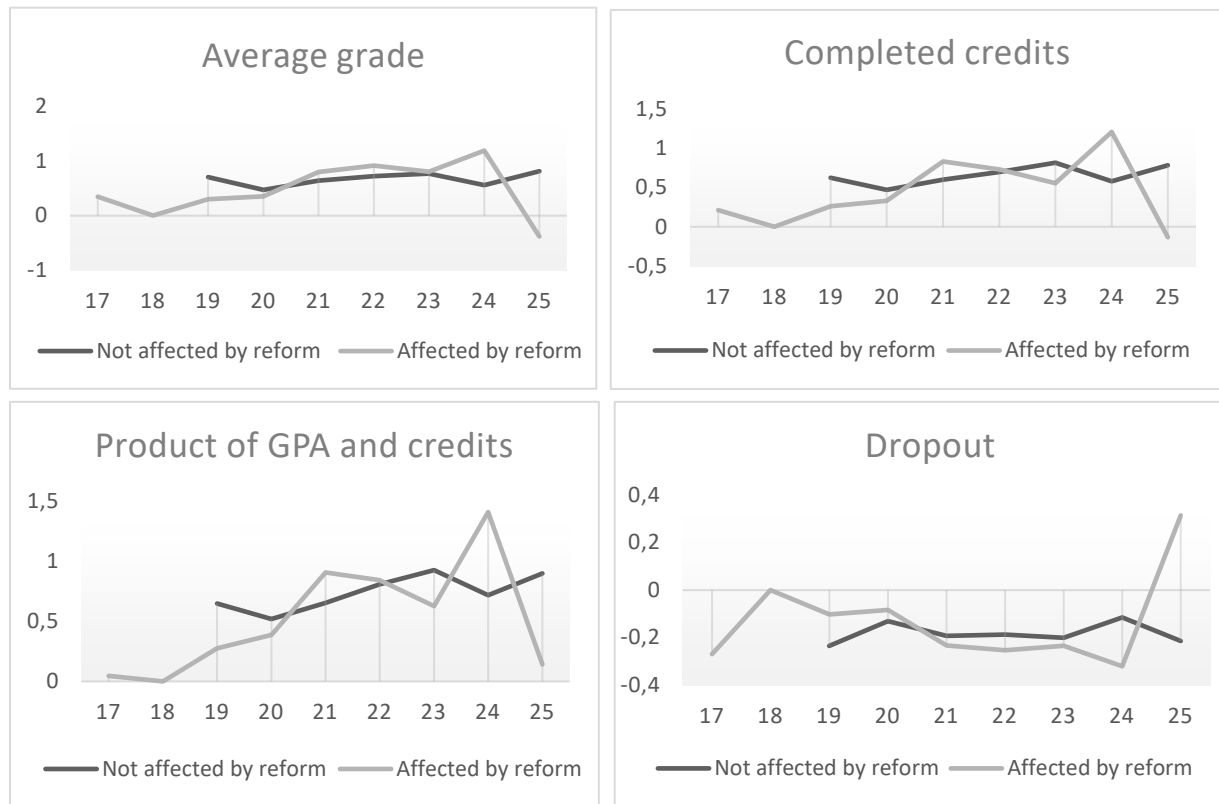 Average grade
2
1
0
-1
17 18 19 20 21 22 23 24 25
Not affected by reform Affected by reform
Completed credits
1,5
1
0,5
0
-0,5
17 18 19 20 21 22 23 24 25
Not affected by reform Affected by reform
Product of GPA and credits
1,5
1
0,5
0
17 18 19 20 21 22 23 24 25
Not affected by reform Affected by reform
Dropout
0,4
0,2
0
-0,2
-0,4
17 18 19 20 21 22 23 24 25
Not affected by reform Affected by reform